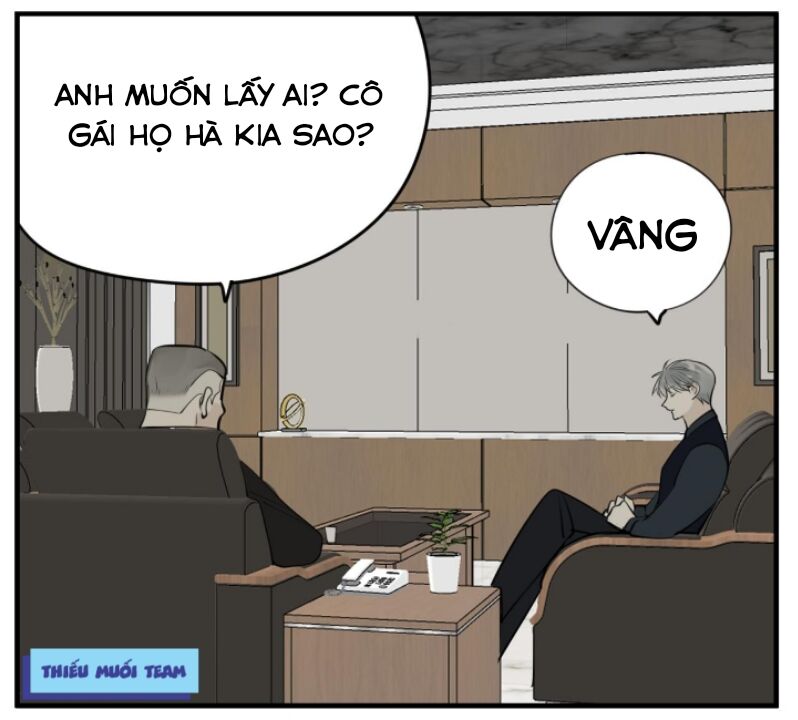 ANH MUỐN LẤY AI? CÔ
GÁI HỌ HÀ KIA SAO?
VÂNG
THIẾU MUỐI TEAM